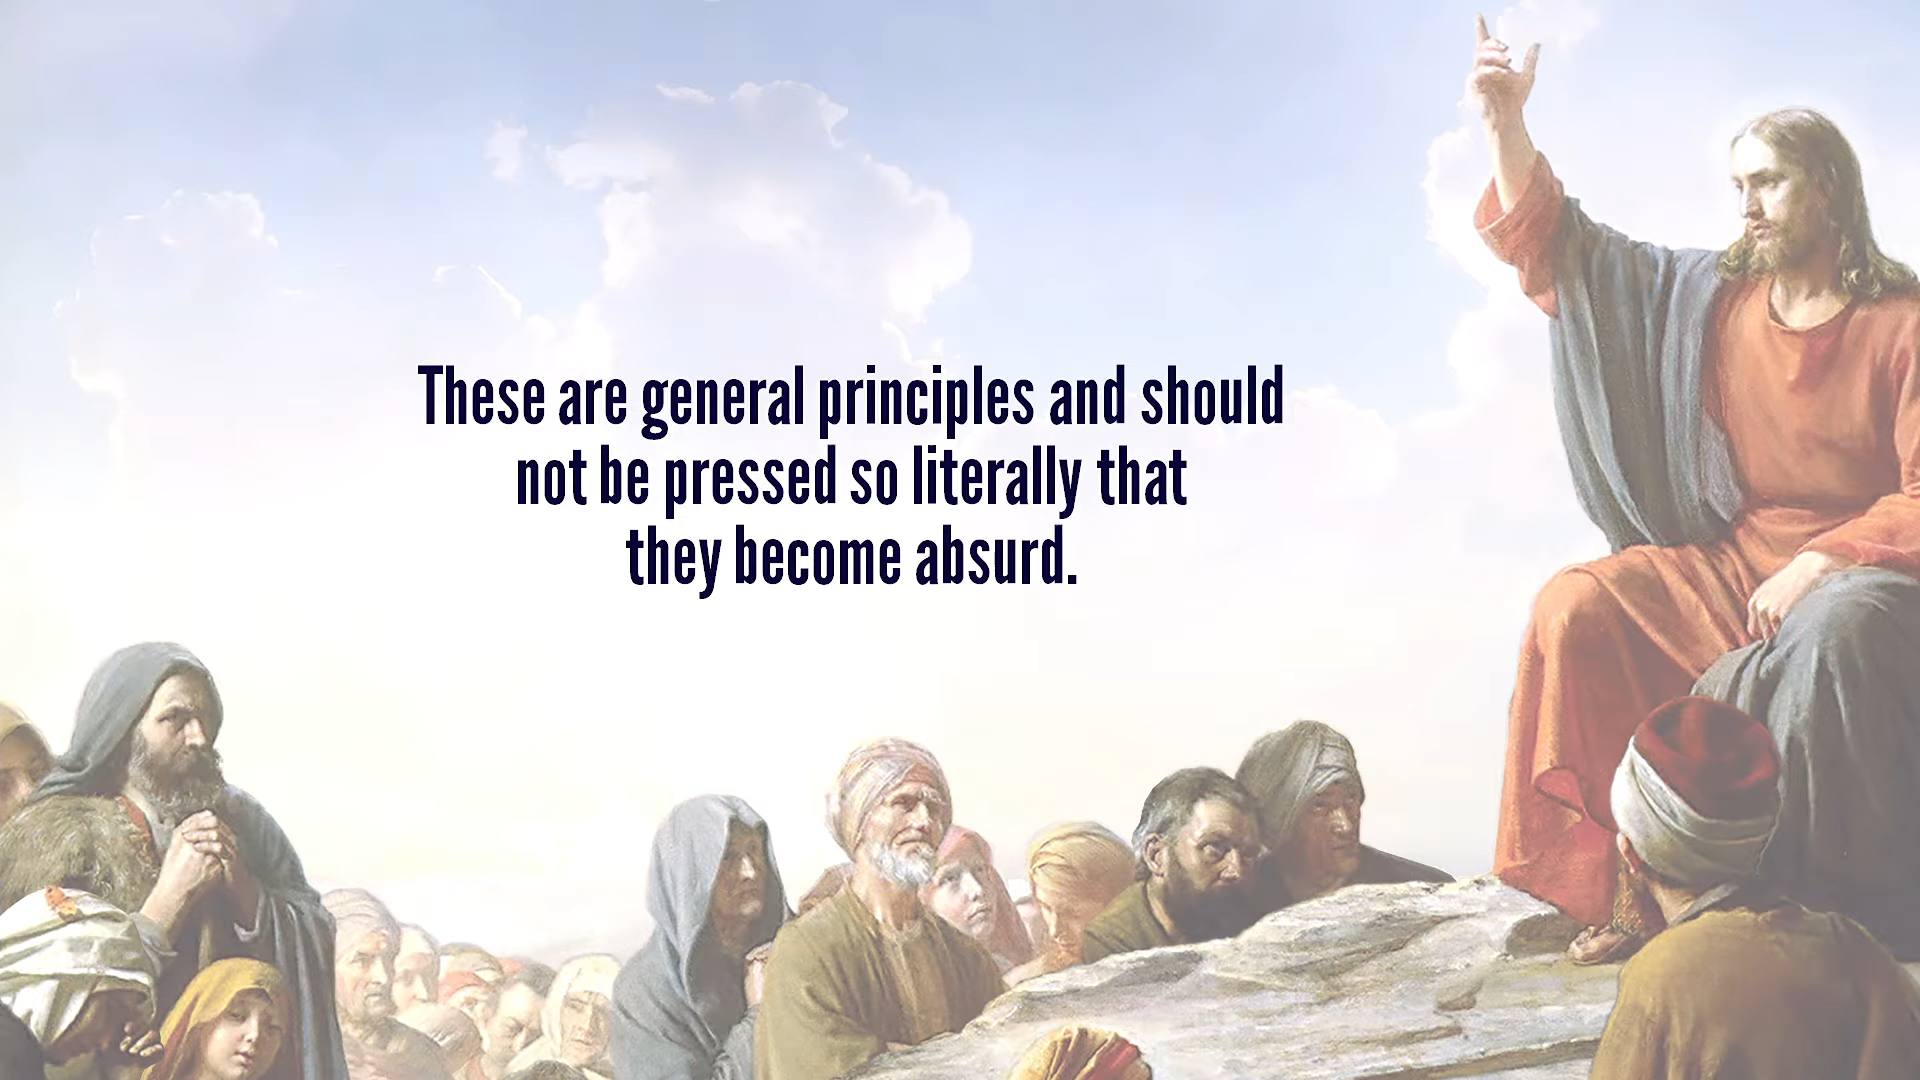 These are general principles and should
not be pressed so literally that
they become absurd.